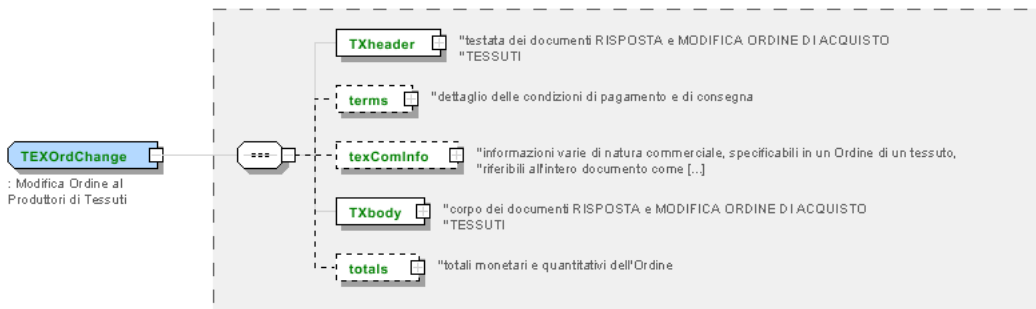 TXheader
"testata dei documenti RISPOSTA e MODIFICA ORDINE DI ACQUISTO
"TESSUTI
terms
"dettaglio delle condizioni di pagamento e di consegna
TEXOrdChange
: Modifica Ordine al
Produttori di Tessuti
texComInfo
"informazioni varie di natura commerciale, specificabili in un Ordine di un tessuto,
"riferibili all'intero documento come [...]
TXbody
"corpo dei documenti RISPOSTA e MODIFICA ORDINE DI ACQUISTO
"TESSUTI
totals
"totali monetari e quantitativi dell'Ordine